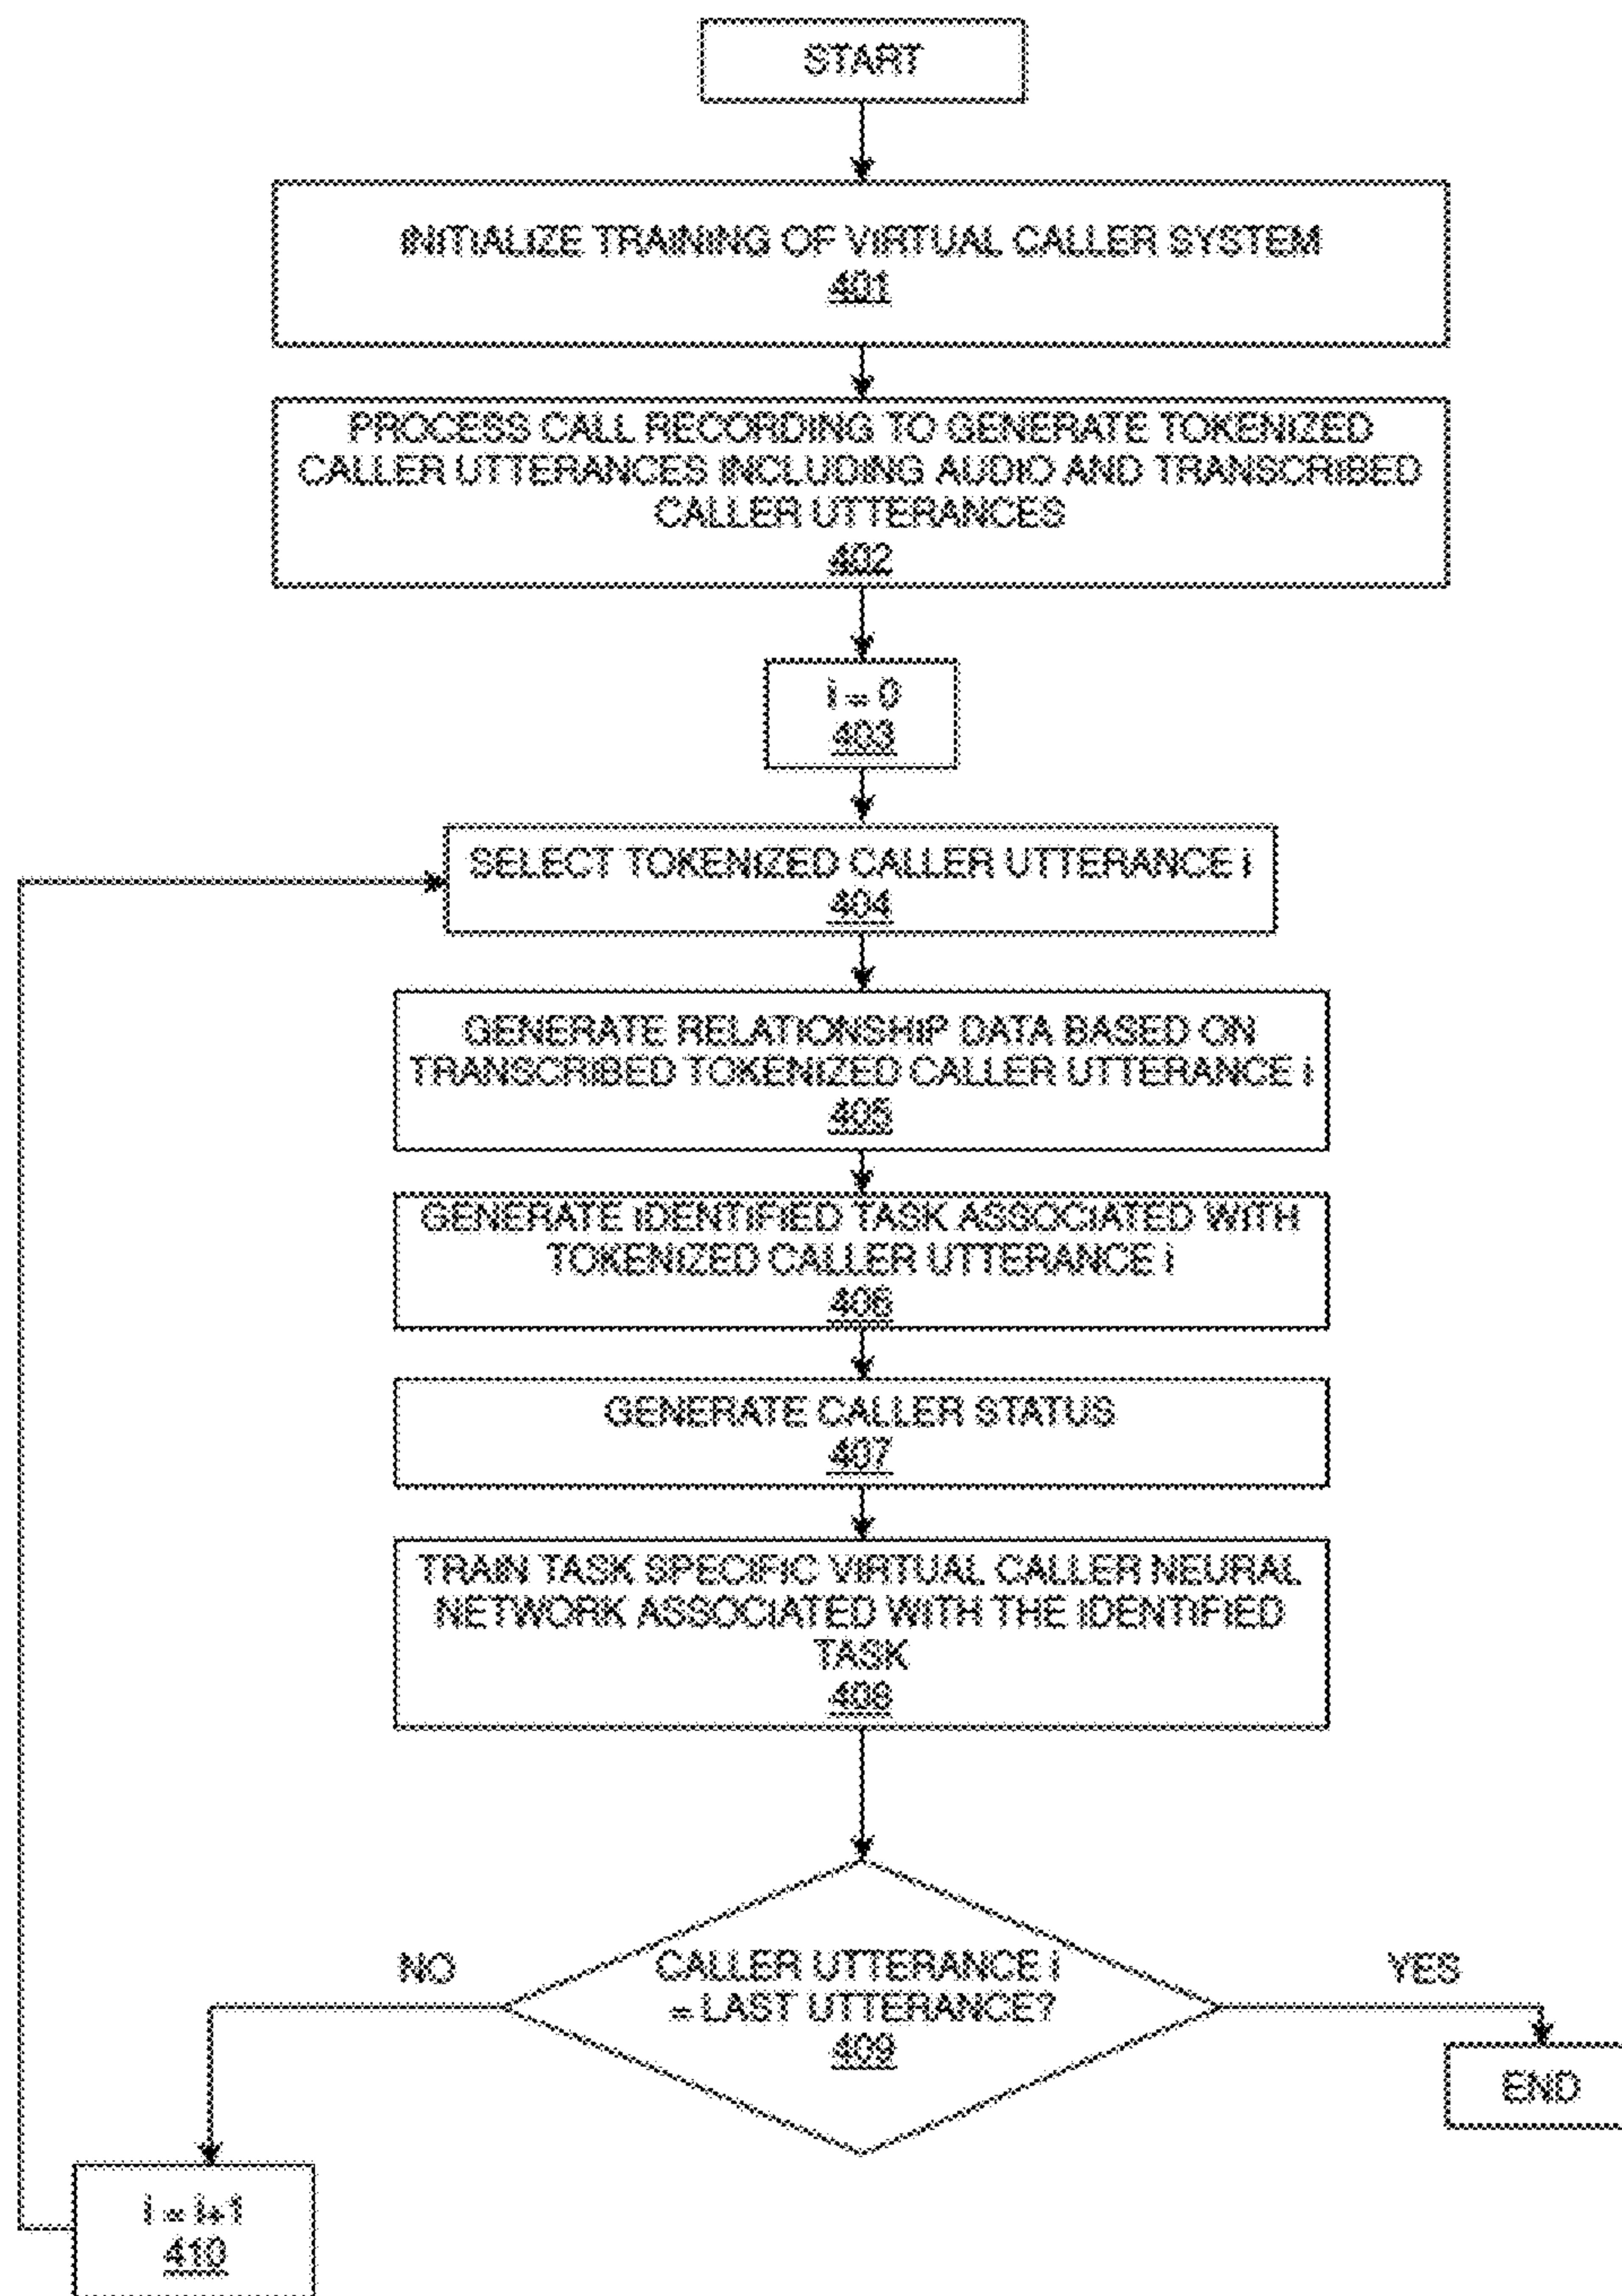 START
INITIALIZE TRAINING OF VIRTUAL CALLER SYSTEM
401
PROCESS CALL RECORDING TO GENERATE TOKENIZED
CALLER UTTERANCES INCLUDING AUDIO AND TRANSCRIBED
CALLER UTTERANCES
402
i = 0
403
SELECT TOKENIZED CALLER UTTERANCE i
404
GENERATE RELATIONSHIP DATA BASED ON
TRANSCRIBED TOKENIZED CALLER UTTERANCE i
405
GENERATE IDENTIFIED TASK ASSOCIATED WITH
TOKENIZED CALLER UTTERANCE i
406
GENERATE CALLER STATUS
407
TRAIN TASK SPECIFIC VIRTUAL CALLER NEURAL
NETWORK ASSOCIATED WITH THE IDENTIFIED
TASK
408
CALLER UTTERANCE i
= LAST UTTERANCE?
409
NO
YES
END
i = i+1
410